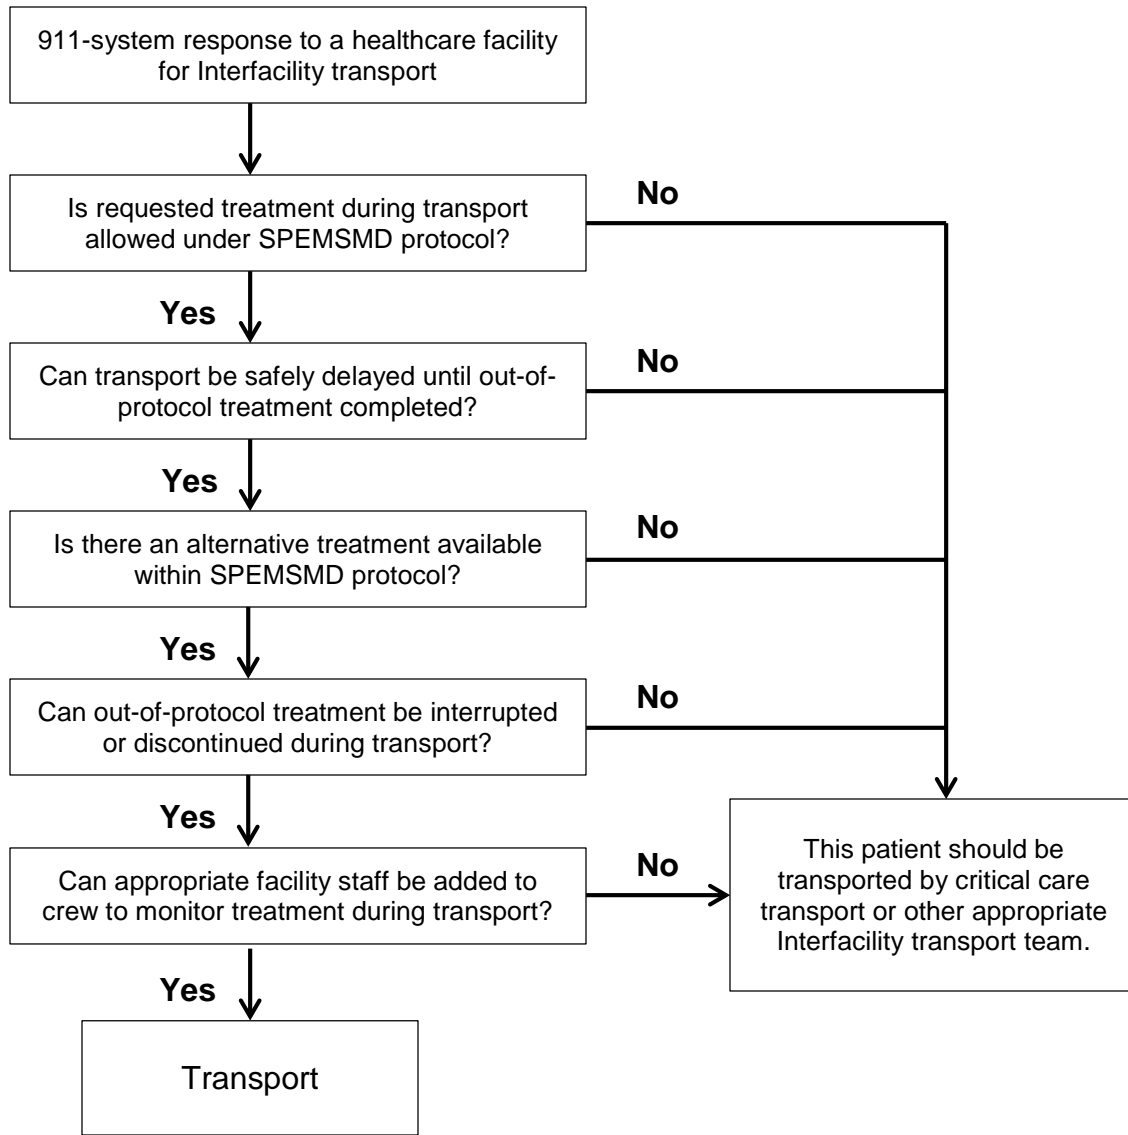 911-system response to a healthcare facility
for Interfacility transport
Is requested treatment during transport
allowed under SPEMSMD protocol?
No
Yes
Can transport be safely delayed until out-of-
protocol treatment completed?
No
Yes
Is there an alternative treatment available
within SPEMSMD protocol?
No
Yes
Can out-of-protocol treatment be interrupted
or discontinued during transport?
No
Yes
Can appropriate facility staff be added to
crew to monitor treatment during transport?
No
This patient should be
transported by critical care
transport or other appropriate
Interfacility transport team.
Yes
Transport